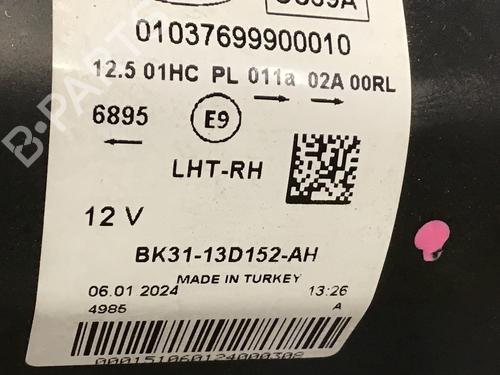 B-PARTS
01037699900010
12.5 01HC PL 011a 02A 00RL
6895
E9
LHT-RH
12 V
BK31-13D152-AH
MADE IN TURKEY
06.01 2024 13:26
4985 A